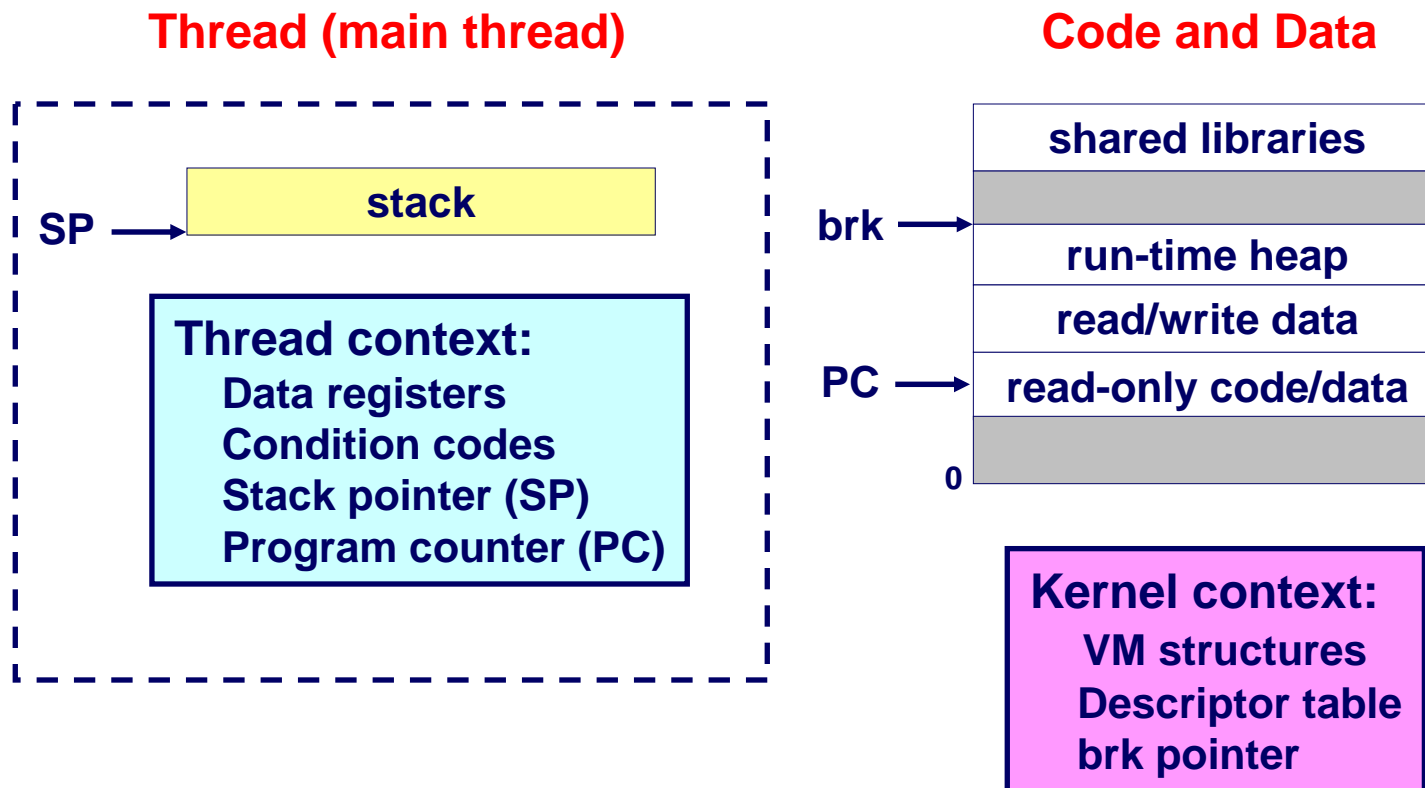 Thread (main thread)
stack
SP
Thread context:
Data registers
Condition codes
Stack pointer (SP)
Program counter (PC)
Code and Data
shared libraries
brk
run-time heap
read/write data
PC
read-only code/data
0
Kernel context:
VM structures
Descriptor table
brk pointer